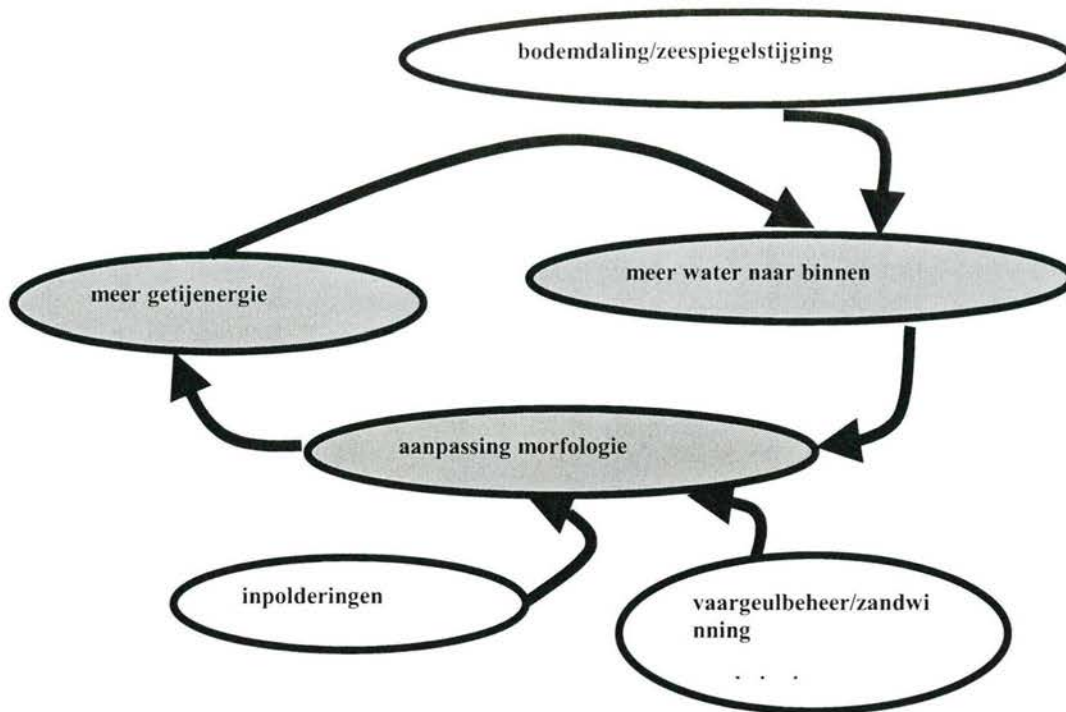 bodemdaling/zeespiegelstijging
meer water naar binnen
meer getijenergie
aanpassing morfologie
inpolderingen
vaargeulbeheer/zandwi
nning
. . .